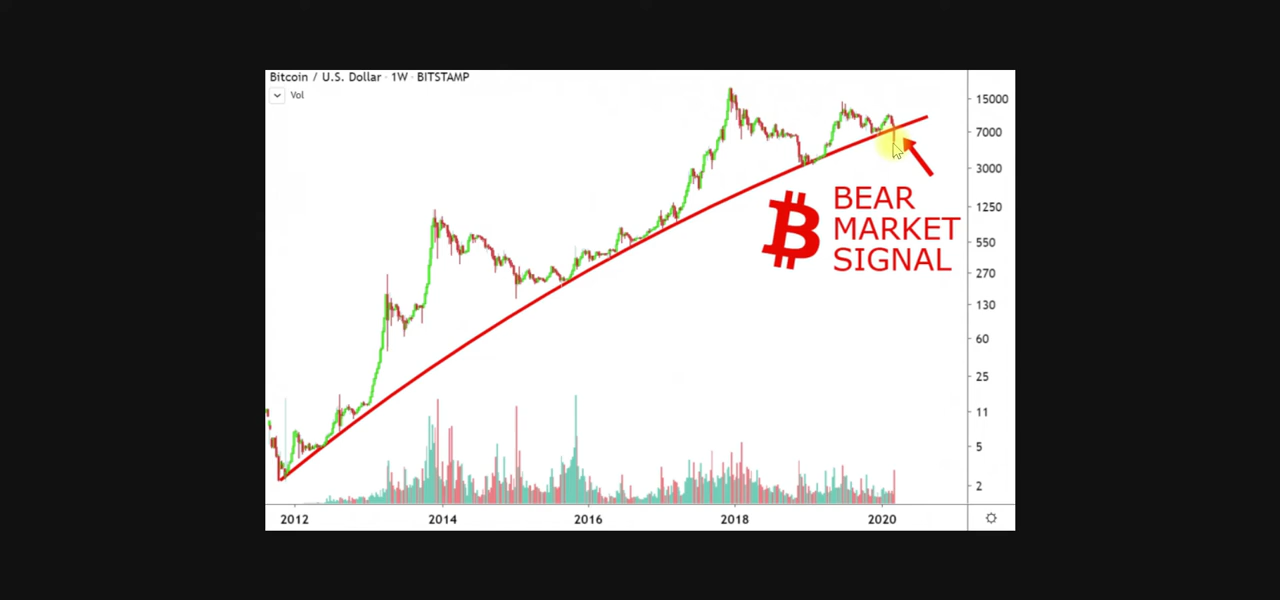 Bitcoin / U.S. Dollar · 1W · BITSTAMP
Vol
15000
7000
3000
1250
550
270
130
60
25
11
5
2
BEAR
MARKET
SIGNAL
2012 2014 2016 2018 2020